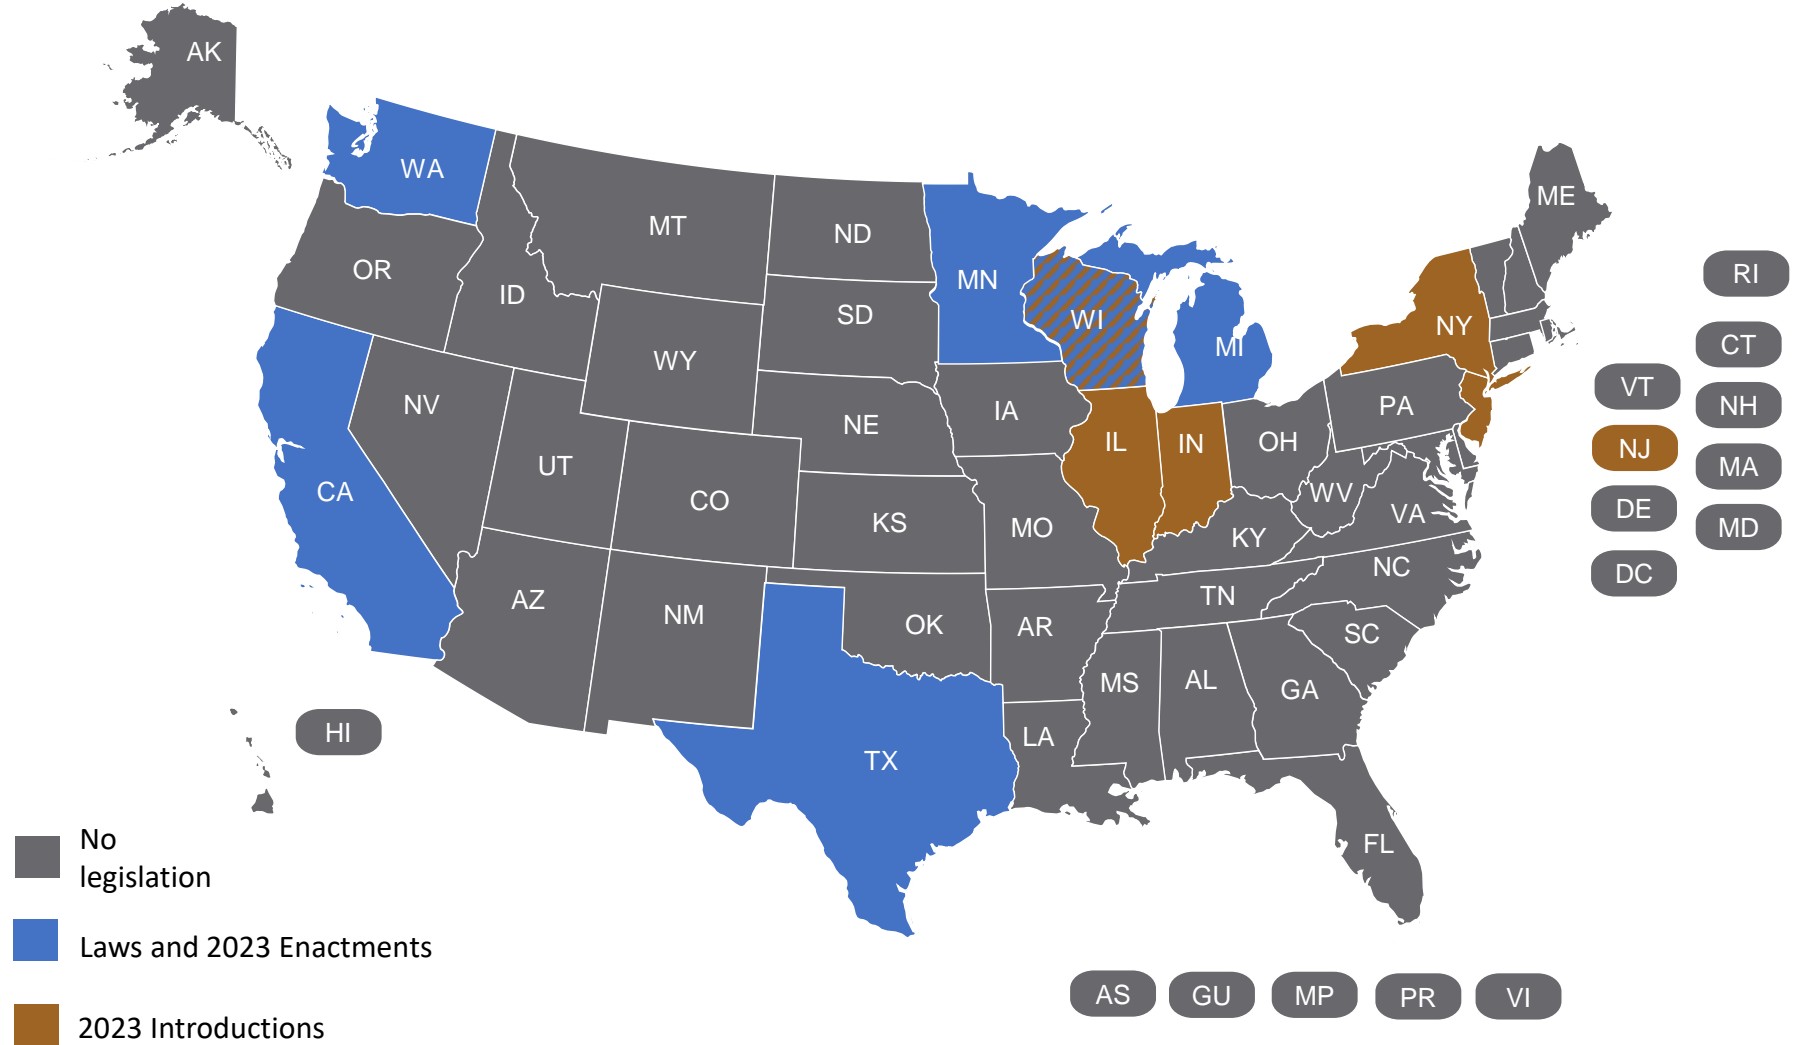 AK
WA
MT
ND
MN
OR
ID
SD
WI
WY
MI
NY
ME
RI
CT
VT
NH
NV
NE
IA
PA
IL
IN
OH
NJ
MA
UT
CO
CA
KS
MO
WV
VA
DE
MD
KY
NC
DC
AZ
NM
OK
AR
TN
SC
MS
AL
GA
HI
TX
LA
FL
No
legislation
Laws and 2023 Enactments
AS
GU
MP
PR
VI
2023 Introductions